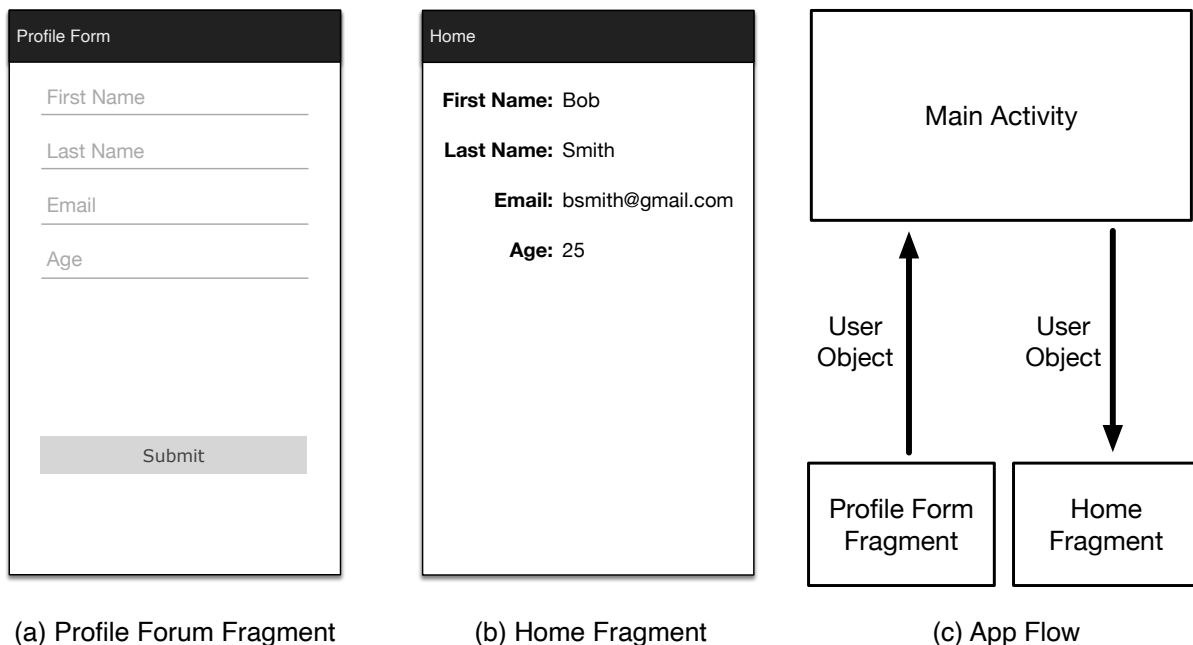 Profile Form
First Name
Last Name
Email
Age
Submit
(a) Profile Forum Fragment
Home
First Name: Bob
Last Name: Smith
Email: bsmith@gmail.com
Age: 25
(b) Home Fragment
Main Activity
User
Object
User
Object
Profile Form
Fragment
Home
Fragment
(c) App Flow